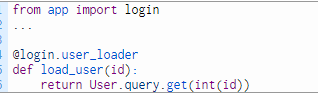 from app import login
...
@login.user_loader
def load_user(id):
    return User.query.get(int(id))